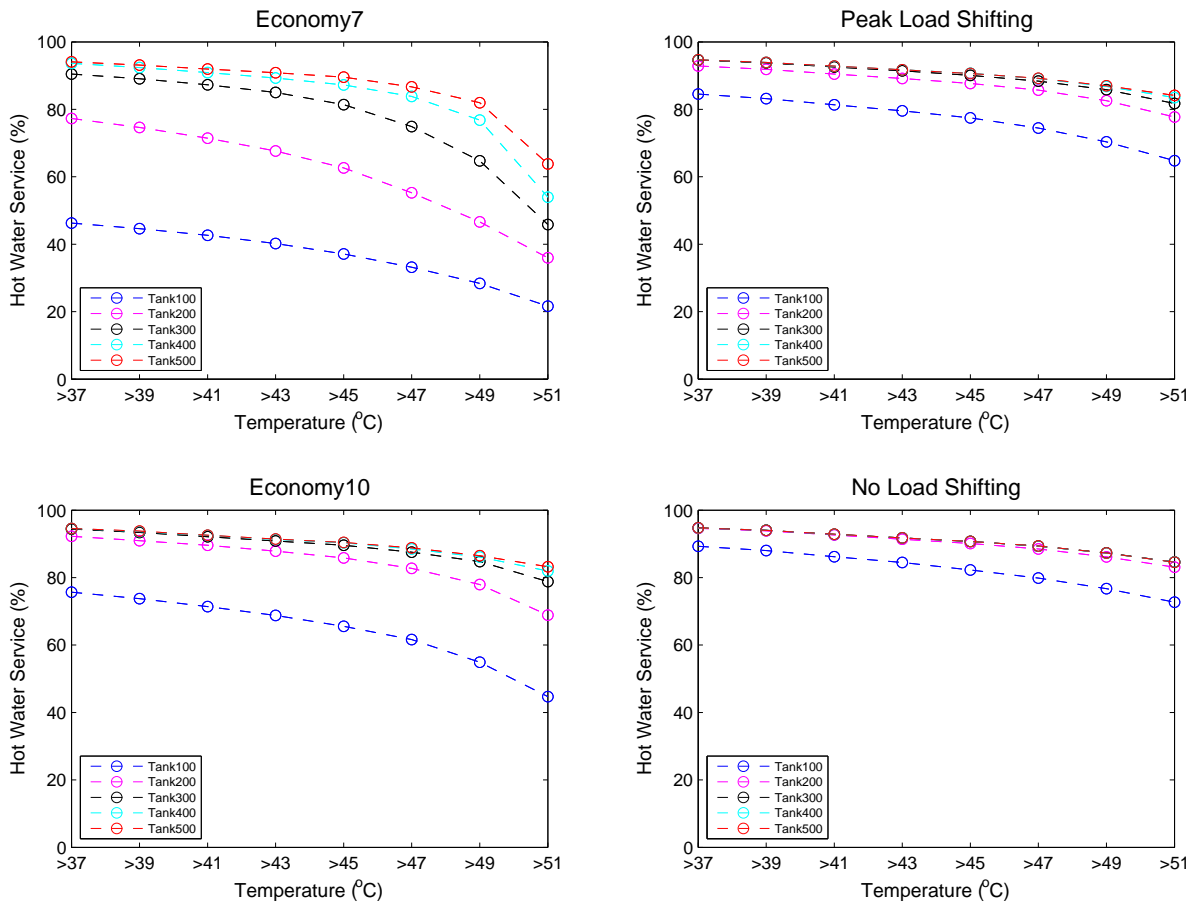 Economy7
Hot Water Service (%)
100
80
60
40
20
0
Tank100
Tank200
Tank300
Tank400
Tank500
>37 >39 >41 >43 >45 >47 >49 >51
Temperature (°C)
Peak Load Shifting
Hot Water Service (%)
100
80
60
40
20
0
Tank100
Tank200
Tank300
Tank400
Tank500
>37 >39 >41 >43 >45 >47 >49 >51
Temperature (°C)
Economy10
Hot Water Service (%)
100
80
60
40
20
0
Tank100
Tank200
Tank300
Tank400
Tank500
>37 >39 >41 >43 >45 >47 >49 >51
Temperature (°C)
No Load Shifting
Hot Water Service (%)
100
80
60
40
20
0
Tank100
Tank200
Tank300
Tank400
Tank500
>37 >39 >41 >43 >45 >47 >49 >51
Temperature (°C)